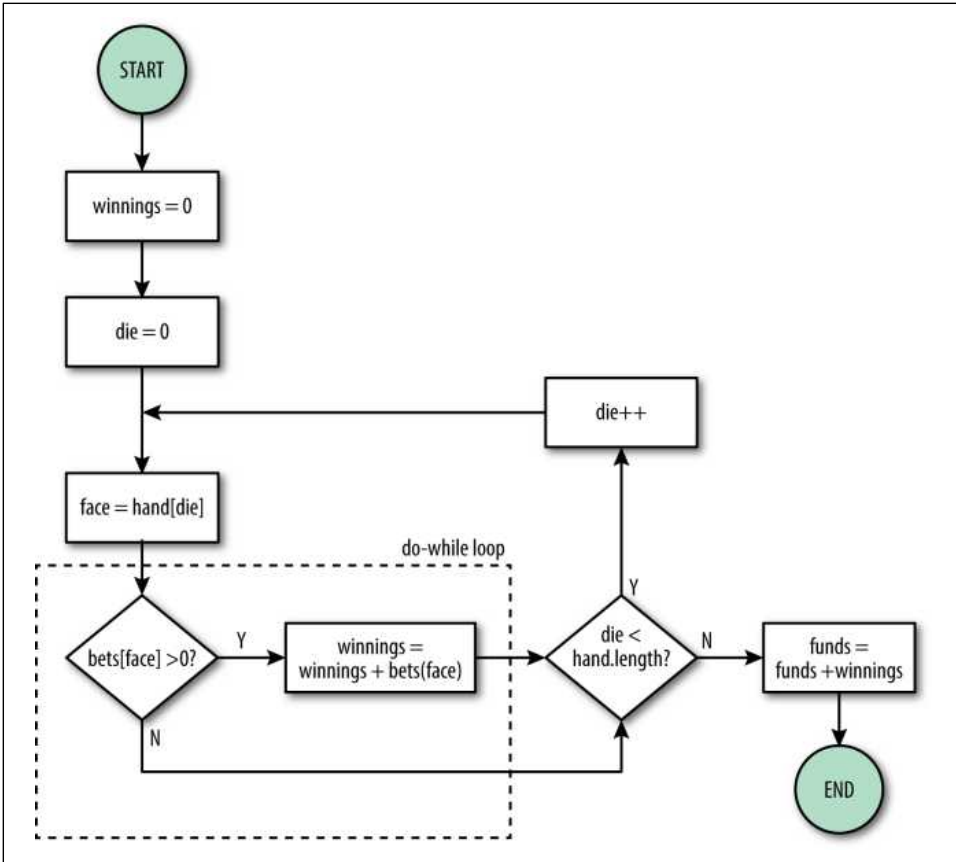 START
winnings = 0
die = 0
die++
face = hand[die]
do-while loop
bets[face] >0?
Y
winnings =
winnings + bets(face)
N
Y
die <
hand.length?
N
funds =
funds +winnings
END